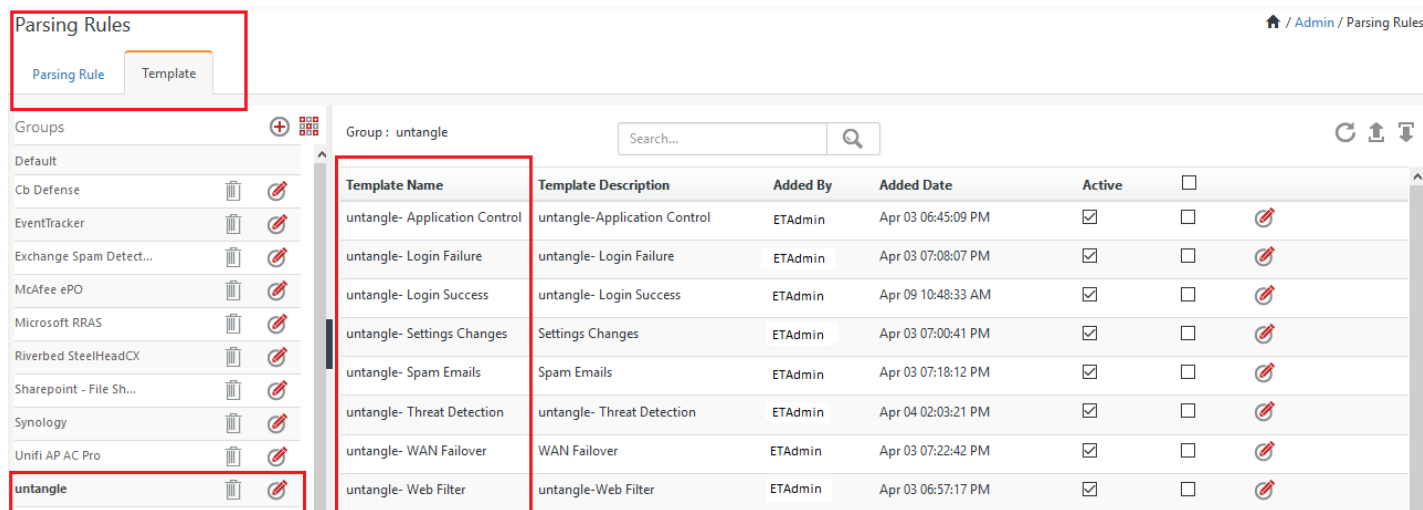 Parsing Rules
/ Admin / Parsing Rules
Parsing Rule Template
Groups
Default
Cb Defense
EventTracker
Exchange Spam Detect...
McAfee ePO
Microsoft RRAS
Riverbed SteelHeadCX
Sharepoint - File Sh...
Synology
Unifi AP AC Pro
untangle
Group : untangle
Search...
Template Name Template Description Added By Added Date Active
untangle- Application Control untangle-Application Control ETAdmin Apr 03 06:45:09 PM
untangle- Login Failure untangle- Login Failure ETAdmin Apr 03 07:08:07 PM
untangle- Login Success untangle- Login Success ETAdmin Apr 09 10:48:33 AM
untangle- Settings Changes Settings Changes ETAdmin Apr 03 07:00:41 PM
untangle- Spam Emails Spam Emails ETAdmin Apr 03 07:18:12 PM
untangle- Threat Detection untangle- Threat Detection ETAdmin Apr 04 02:03:21 PM
untangle- WAN Failover WAN Failover ETAdmin Apr 03 07:22:42 PM
untangle- Web Filter untangle-Web Filter ETAdmin Apr 03 06:57:17 PM